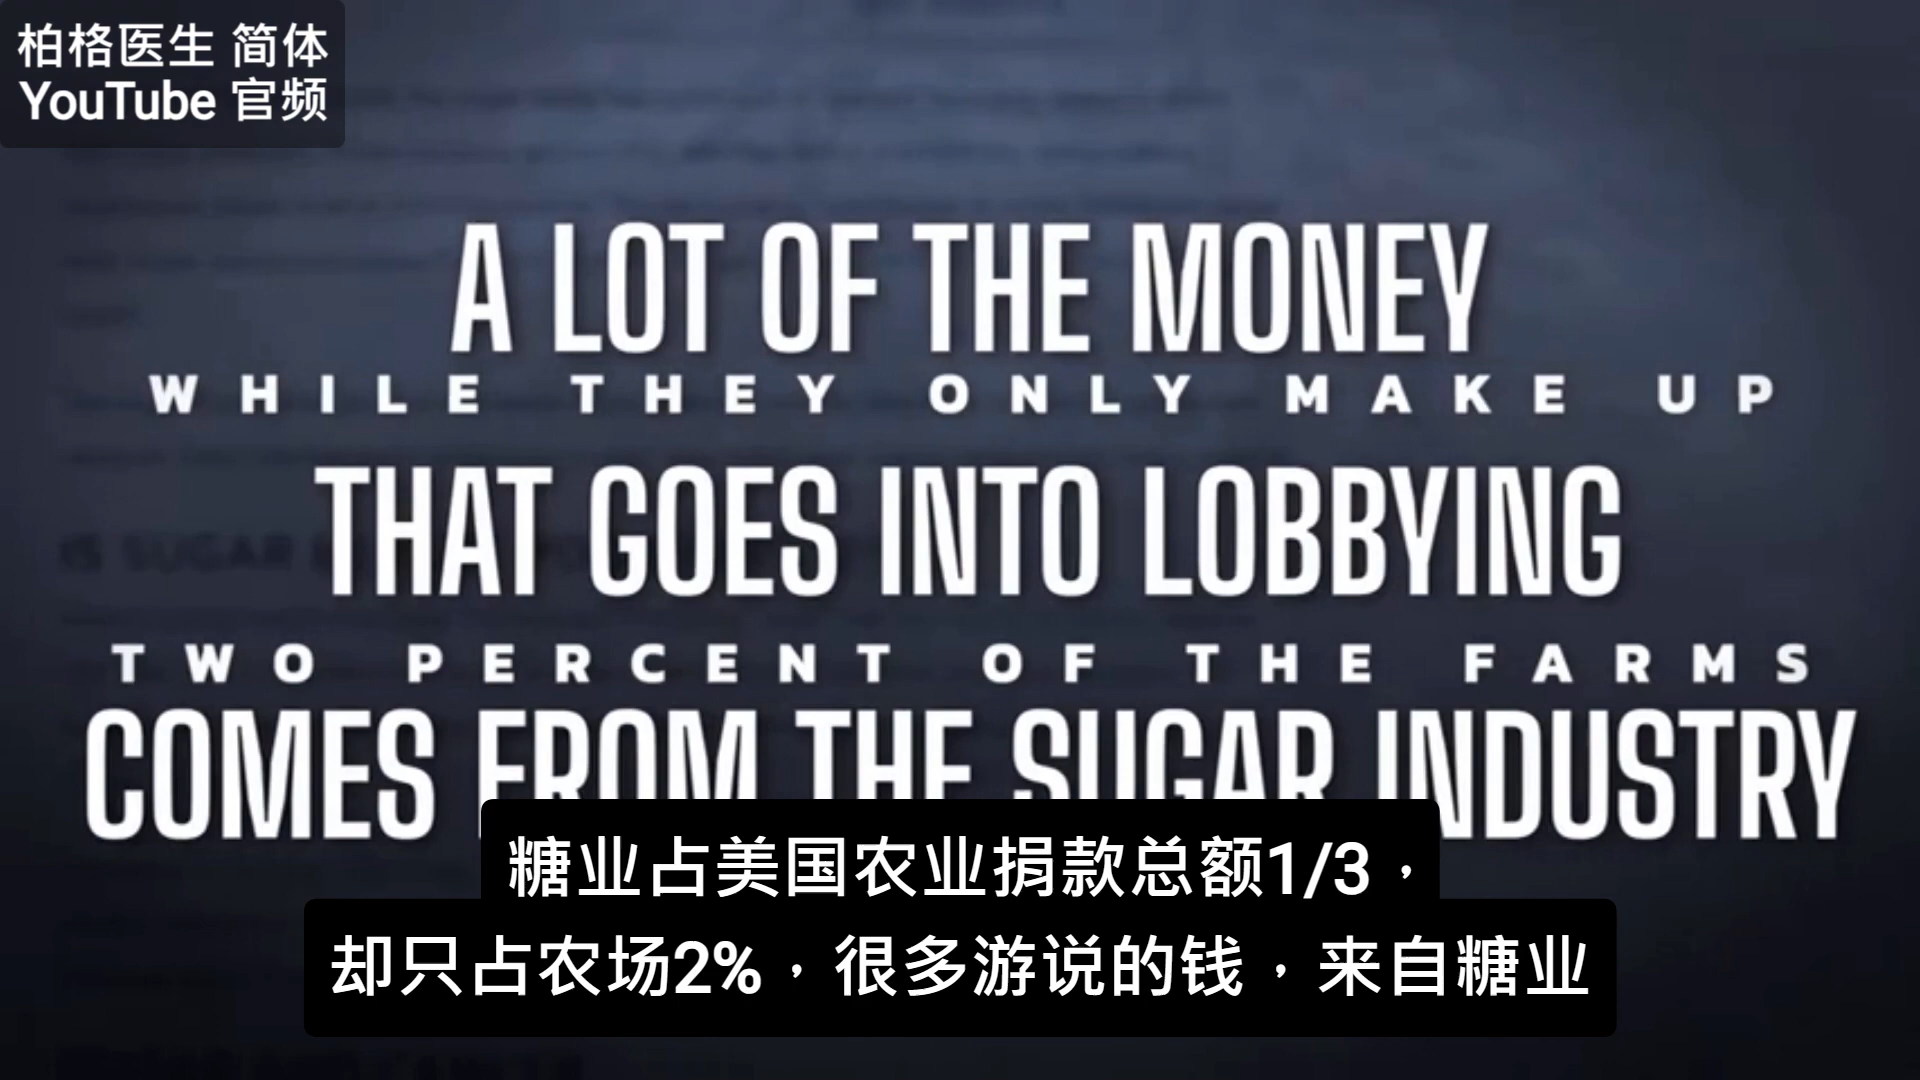 柏格医生 简体
YouTube 官频
A LOT OF THE MONEY
WHILE THEY ONLY MAKE UP
THAT GOES INTO LOBBYING
TWO PERCENT OF THE FARMS
COMES FROM THE SUGAR INDUSTRY
糖业占美国农业捐款总额1/3，
却只占农场2%，很多游说的钱，来自糖业
IS SUGAR